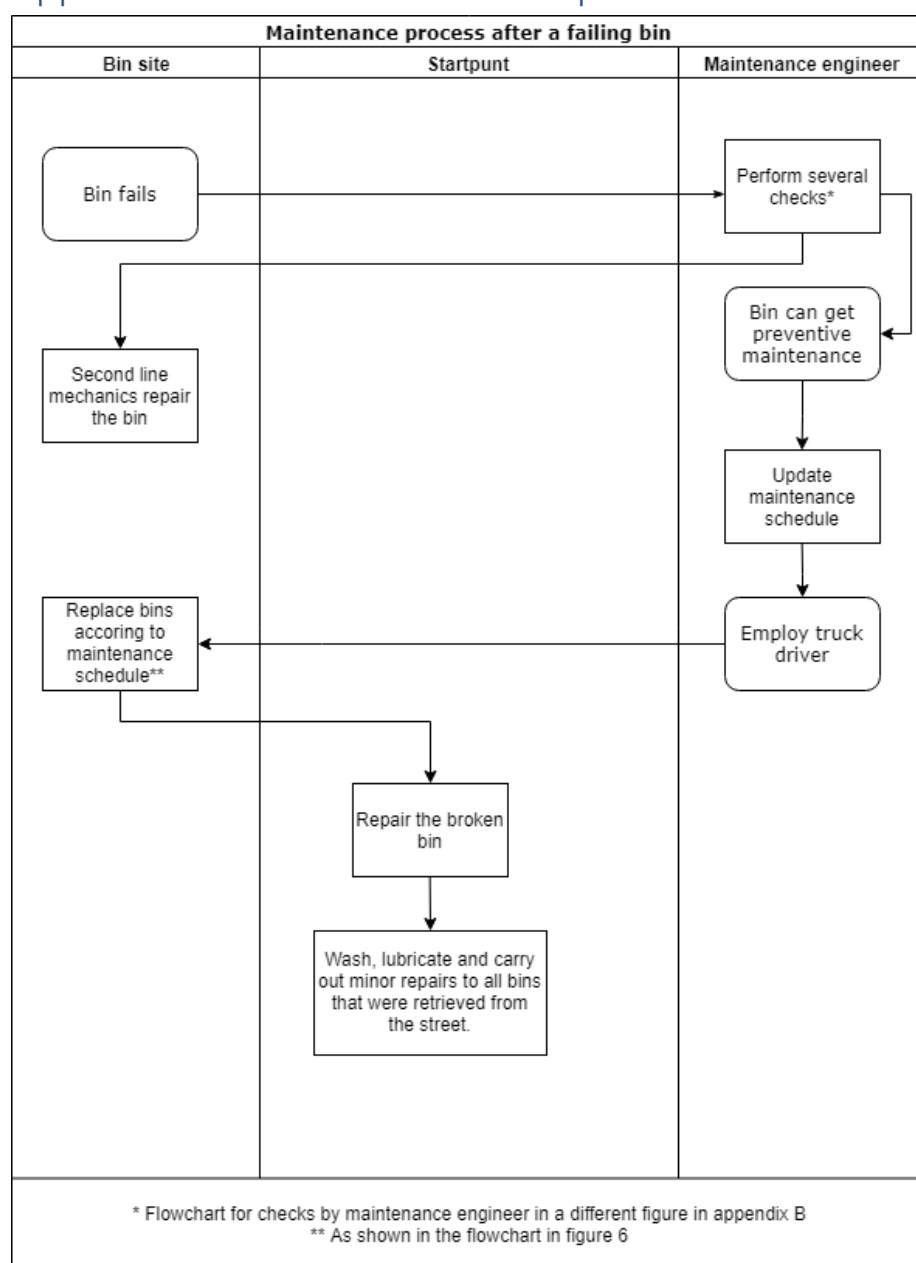 Maintenance process after a failing bin
Bin site
Startpunt
Maintenance engineer
Bin fails
Perform several
checks*
Bin can get
preventive
maintenance
Second line
mechanics repair
the bin
Update
maintenance
schedule
Replace bins
accoring to
maintenance
schedule**
Employ truck
driver
Repair the broken
bin
Wash, lubricate and carry
out minor repairs to all bins
that were retrieved from
the street.
* Flowchart for checks by maintenance engineer in a different figure in appendix B
** As shown in the flowchart in figure 6